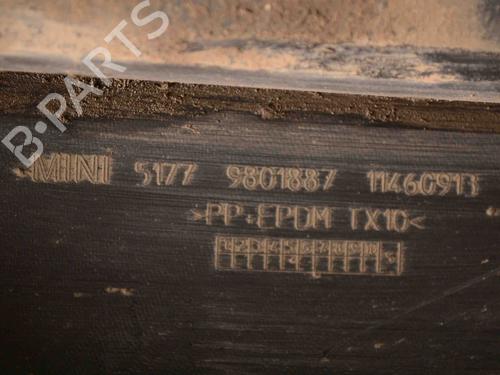 B-PARTS
MINI 5177 9801887 11460913
>PP+EPDM TX10<